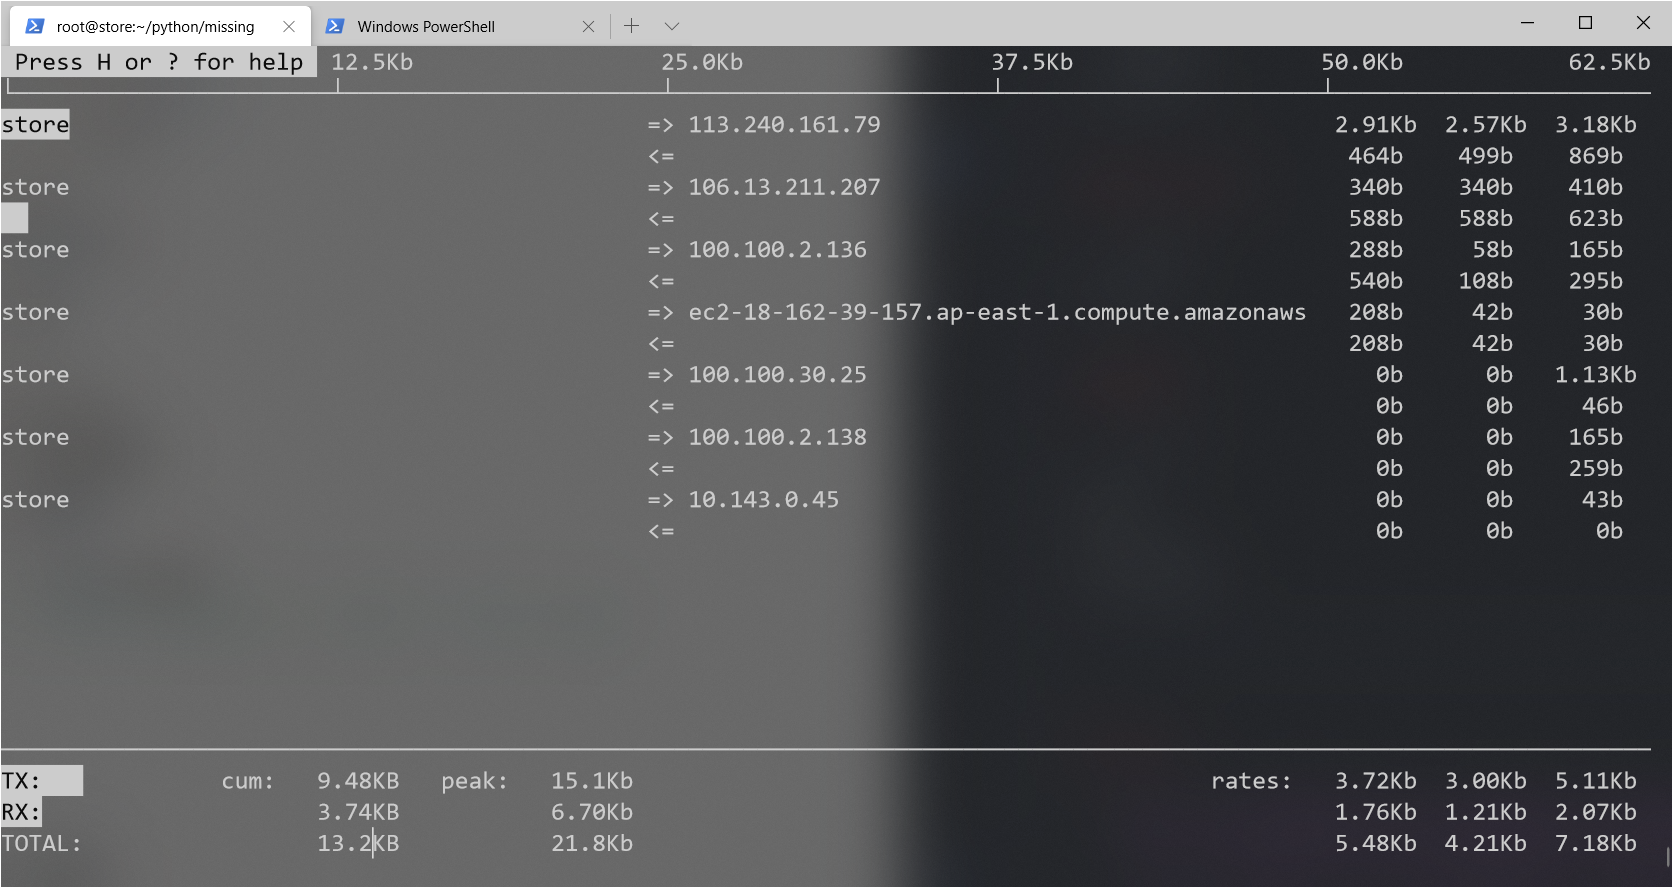 root@store:~/python/missing Windows PowerShell
Press H or ? for help 12.5Kb 25.0Kb 37.5Kb 50.0Kb 62.5Kb
store => 113.240.161.79 2.91Kb 2.57Kb 3.18Kb
<= 464b 499b 869b
store => 106.13.211.207 340b 340b 410b
<= 588b 588b 623b
store => 100.100.2.136 288b 58b 165b
<= 540b 108b 295b
store => ec2-18-162-39-157.ap-east-1.compute.amazonaws 208b 42b 30b
<= 208b 42b 30b
store => 100.100.30.25 0b 0b 1.13Kb
<= 0b 0b 46b
store => 100.100.2.138 0b 0b 165b
<= 0b 0b 259b
store => 10.143.0.45 0b 0b 43b
<= 0b 0b 0b
TX: cum: 9.48KB peak: 15.1Kb rates: 3.72Kb 3.00Kb 5.11Kb
RX: 3.74KB 6.70Kb 1.76Kb 1.21Kb 2.07Kb
TOTAL: 13.2KB 21.8Kb 5.48Kb 4.21Kb 7.18Kb